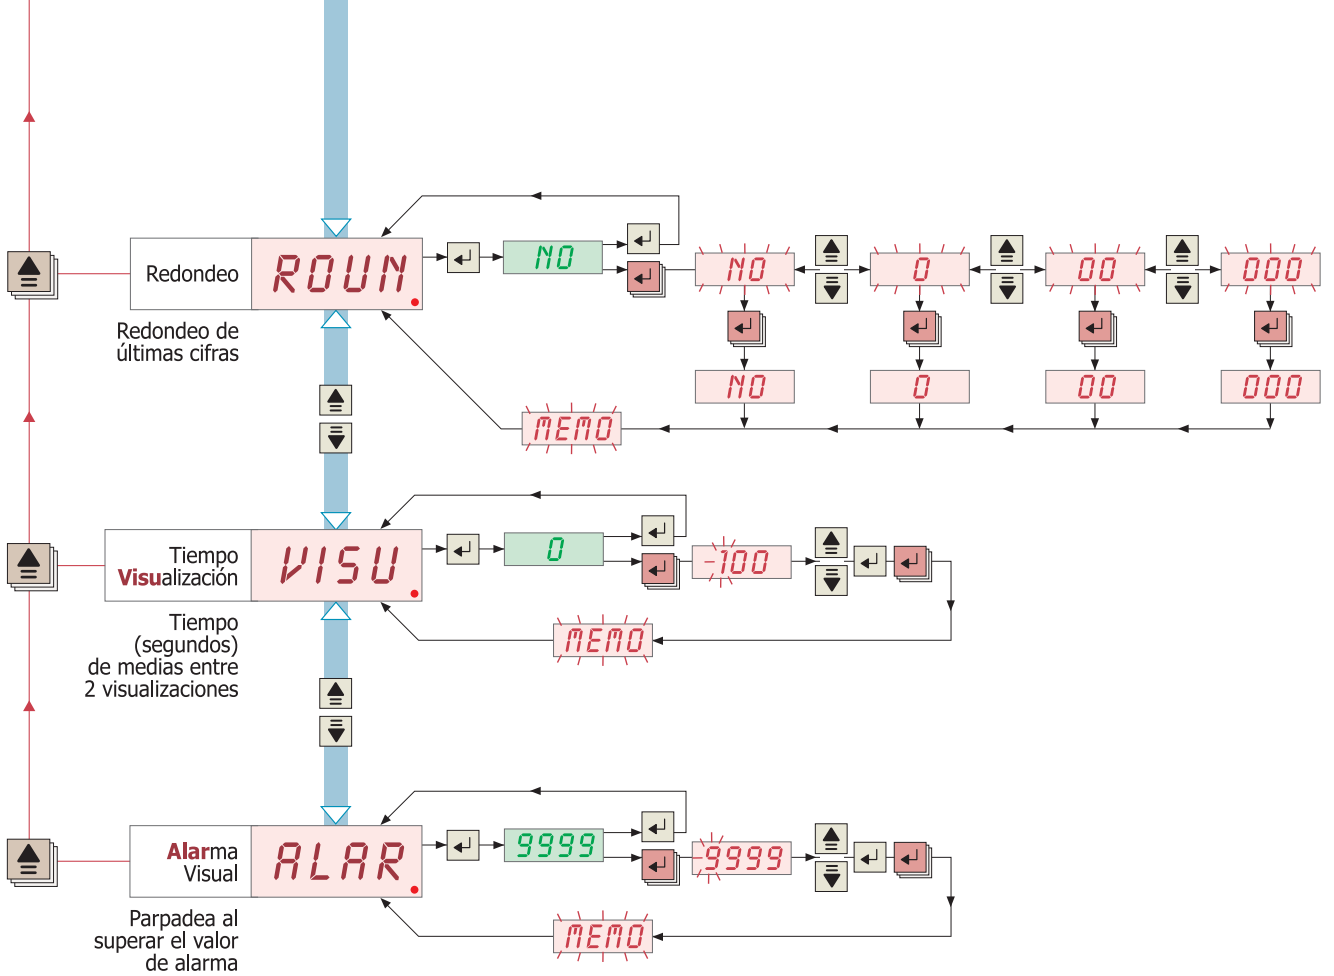 Redondeo
ROUN
NO
NO
0
00
000
Redondeo de
últimas cifras
NO
0
00
000
MEMO
Tiempo
Visualización
VISU
0
-100
Tiempo
(segundos)
de medias entre
2 visualizaciones
MEMO
Alarma
Visual
ALAR
9999
-9999
Parpadea al
superar el valor
de alarma
MEMO